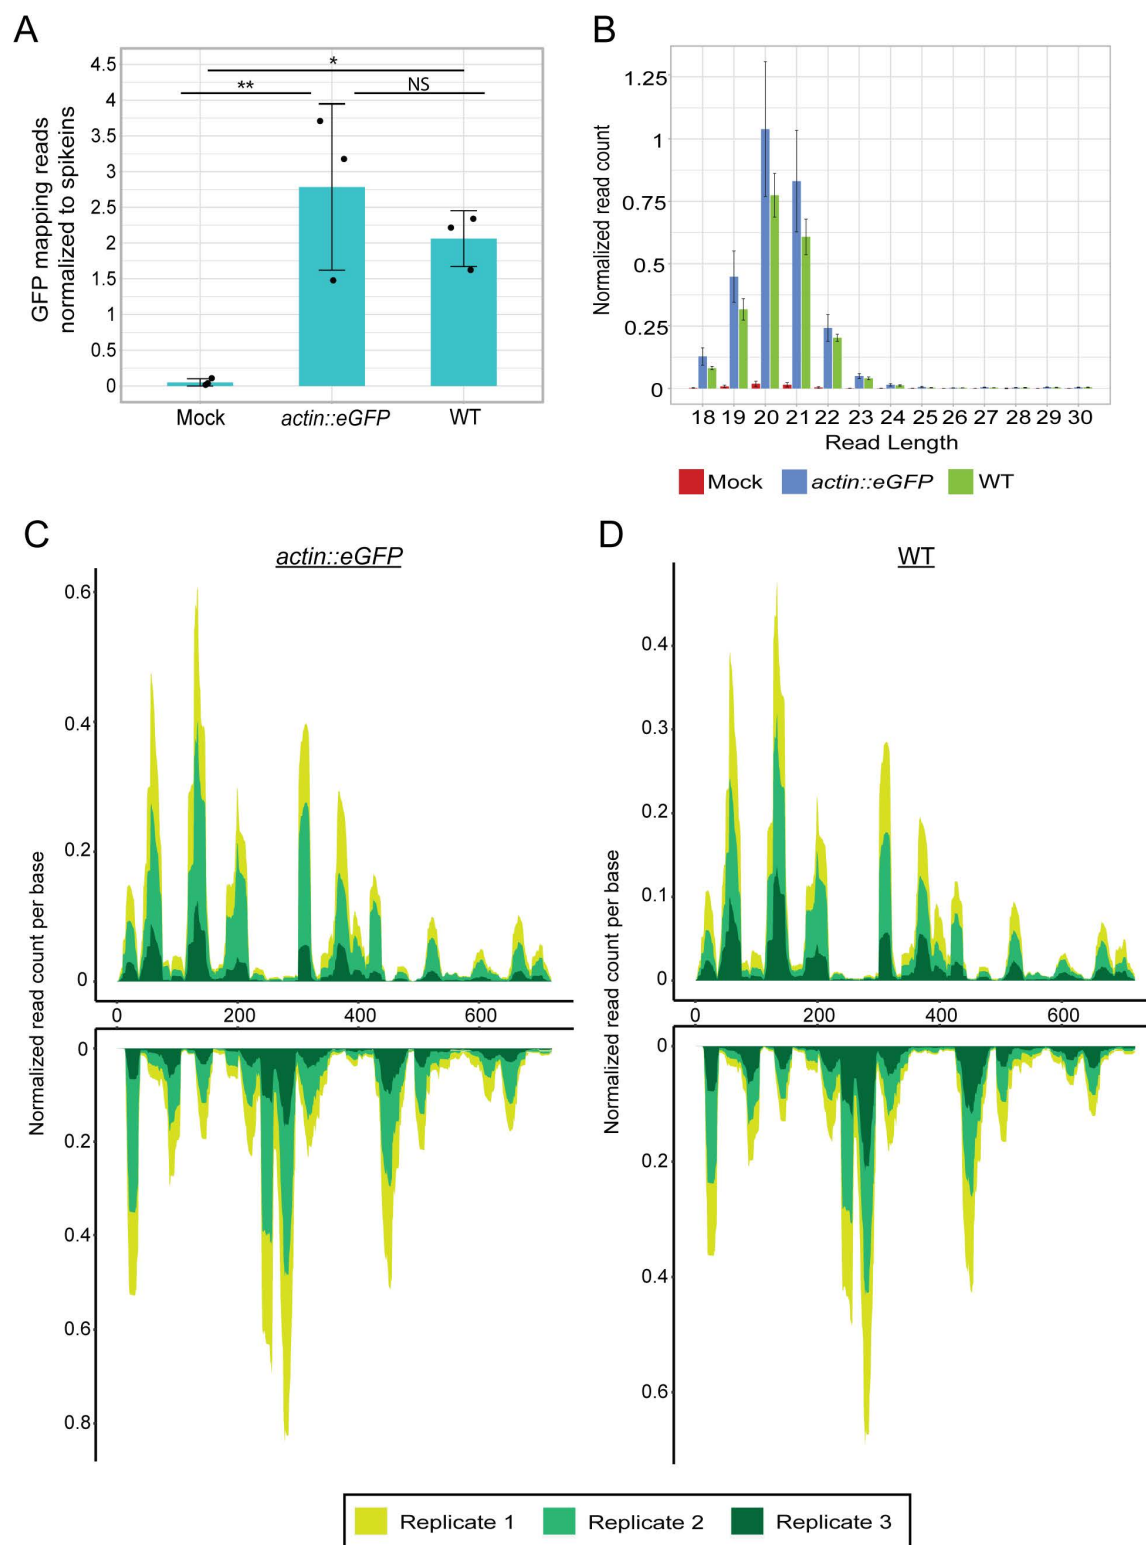 A
GFP mapping reads
normalized to spikeins
4.5
4
3.5
3
2.5
2
1.5
1
0.5
0
*
**
NS
Mock
actin::eGFP
WT
B
Normalized read count
1.25
1
0.75
0.5
0.25
0
18 19 20 21 22 23 24 25 26 27 28 29 30
Read Length
Mock
actin::eGFP
WT
C
actin::eGFP
Normalized read count per base
0.6
0.4
0.2
0
0 200 400 600
0
0.2
0.4
0.6
0.8
D
WT
Normalized read count per base
0.4
0.3
0.2
0.1
0
0 200 400 600
0
0.2
0.4
0.6
Replicate 1
Replicate 2
Replicate 3